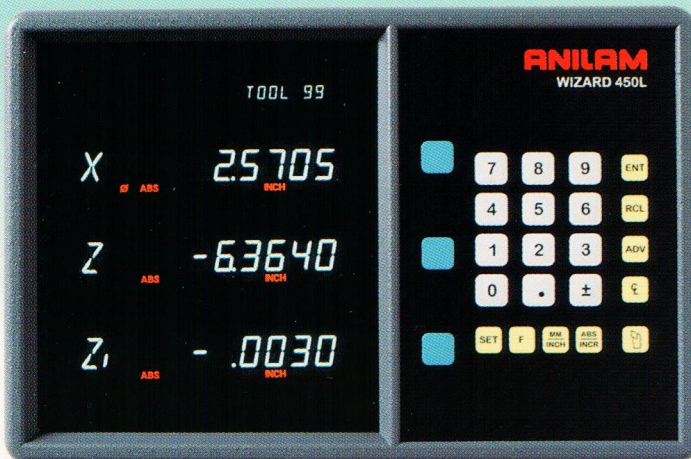 TOOL 99
X ø ABS 2.5705 INCH
Z ABS -6.3640 INCH
Z1 ABS - .0030 INCH
ANILAM
WIZARD 450L
7 8 9 ENT
4 5 6 RCL
1 2 3 ADV
0 . ± ℄
SET F MM INCH ABS INCR